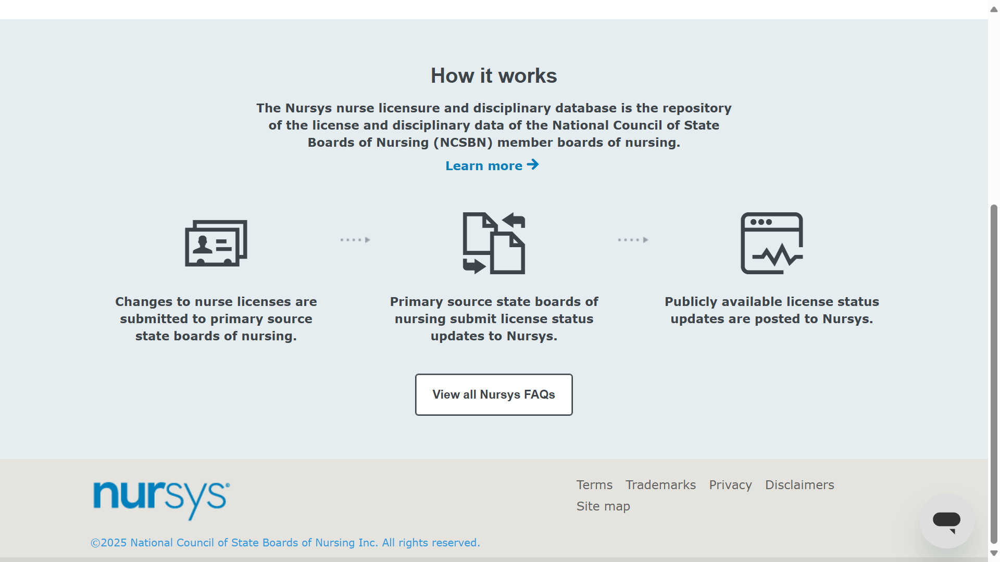 How it works
The Nursys nurse licensure and disciplinary database is the repository
of the license and disciplinary data of the National Council of State
Boards of Nursing (NCSBN) member boards of nursing.
Learn more
Changes to nurse licenses are
submitted to primary source
state boards of nursing.
Primary source state boards of
nursing submit license status
updates to Nursys.
Publicly available license status
updates are posted to Nursys.
View all Nursys FAQs
nursys®
Terms Trademarks Privacy Disclaimers
Site map
©2025 National Council of State Boards of Nursing Inc. All rights reserved.